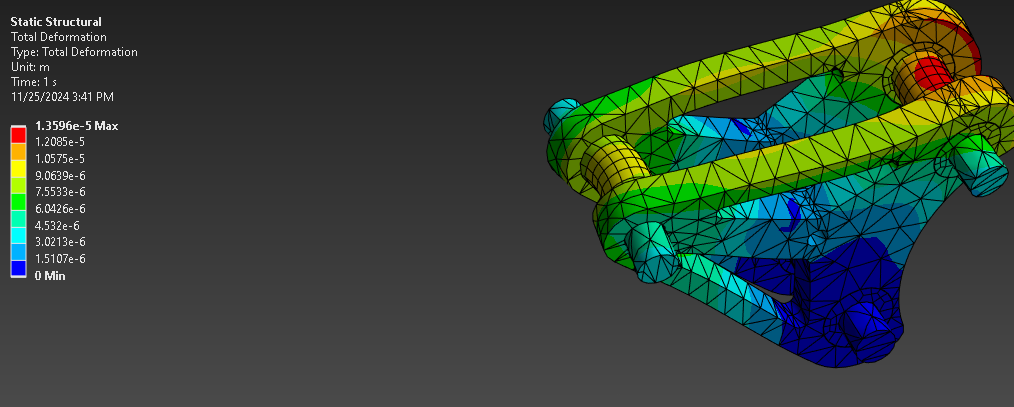 Static Structural
Total Deformation
Type: Total Deformation
Unit: m
Time: 1 s
11/25/2024 3:41 PM
1.3596e-5 Max
1.2085e-5
1.0575e-5
9.0639e-6
7.5533e-6
6.0426e-6
4.532e-6
3.0213e-6
1.5107e-6
0 Min